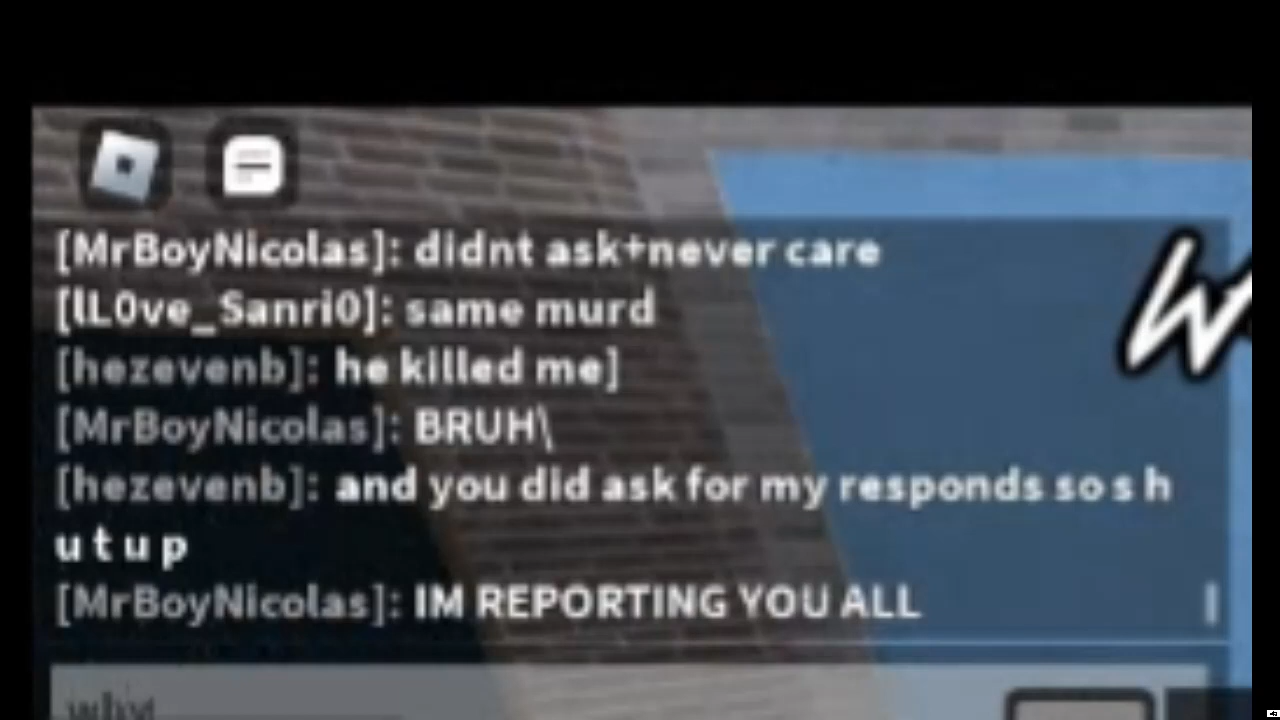 [MrBoyNicolas]: didnt ask+never care
[lL0ve_Sanri0]: same murd
[hezevenb]: he killed me]
[MrBoyNicolas]: BRUH\
[hezevenb]: and you did ask for my responds so s h
u t u p
[MrBoyNicolas]: IM REPORTING YOU ALL
why